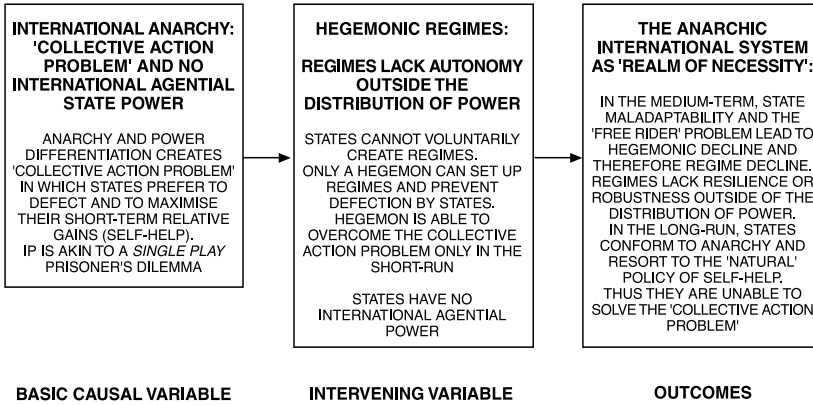 INTERNATIONAL ANARCHY:
'COLLECTIVE ACTION
PROBLEM' AND NO
INTERNATIONAL AGENTIAL
STATE POWER
ANARCHY AND POWER
DIFFERENTIATION CREATES
'COLLECTIVE ACTION PROBLEM'
IN WHICH STATES PREFER TO
DEFECT AND TO MAXIMISE
THEIR SHORT-TERM RELATIVE
GAINS (SELF-HELP).
IP IS AKIN TO A SINGLE PLAY
PRISONER'S DILEMMA
HEGEMONIC REGIMES:
REGIMES LACK AUTONOMY
OUTSIDE THE
DISTRIBUTION OF POWER
STATES CANNOT VOLUNTARILY
CREATE REGIMES.
ONLY A HEGEMON CAN SET UP
REGIMES AND PREVENT
DEFECTION BY STATES.
HEGEMON IS ABLE TO
OVERCOME THE COLLECTIVE
ACTION PROBLEM ONLY IN THE
SHORT-RUN
STATES HAVE NO
INTERNATIONAL AGENTIAL
POWER
THE ANARCHIC
INTERNATIONAL SYSTEM
AS 'REALM OF NECESSITY':
IN THE MEDIUM-TERM, STATE
MALADAPTABILITY AND THE
'FREE RIDER' PROBLEM LEAD TO
HEGEMONIC DECLINE AND
THEREFORE REGIME DECLINE.
REGIMES LACK RESILIENCE OR
ROBUSTNESS OUTSIDE OF THE
DISTRIBUTION OF POWER.
IN THE LONG-RUN, STATES
CONFORM TO ANARCHY AND
RESORT TO THE 'NATURAL'
POLICY OF SELF-HELP.
THUS THEY ARE UNABLE TO
SOLVE THE 'COLLECTIVE ACTION
PROBLEM'
BASIC CAUSAL VARIABLE
INTERVENING VARIABLE
OUTCOMES